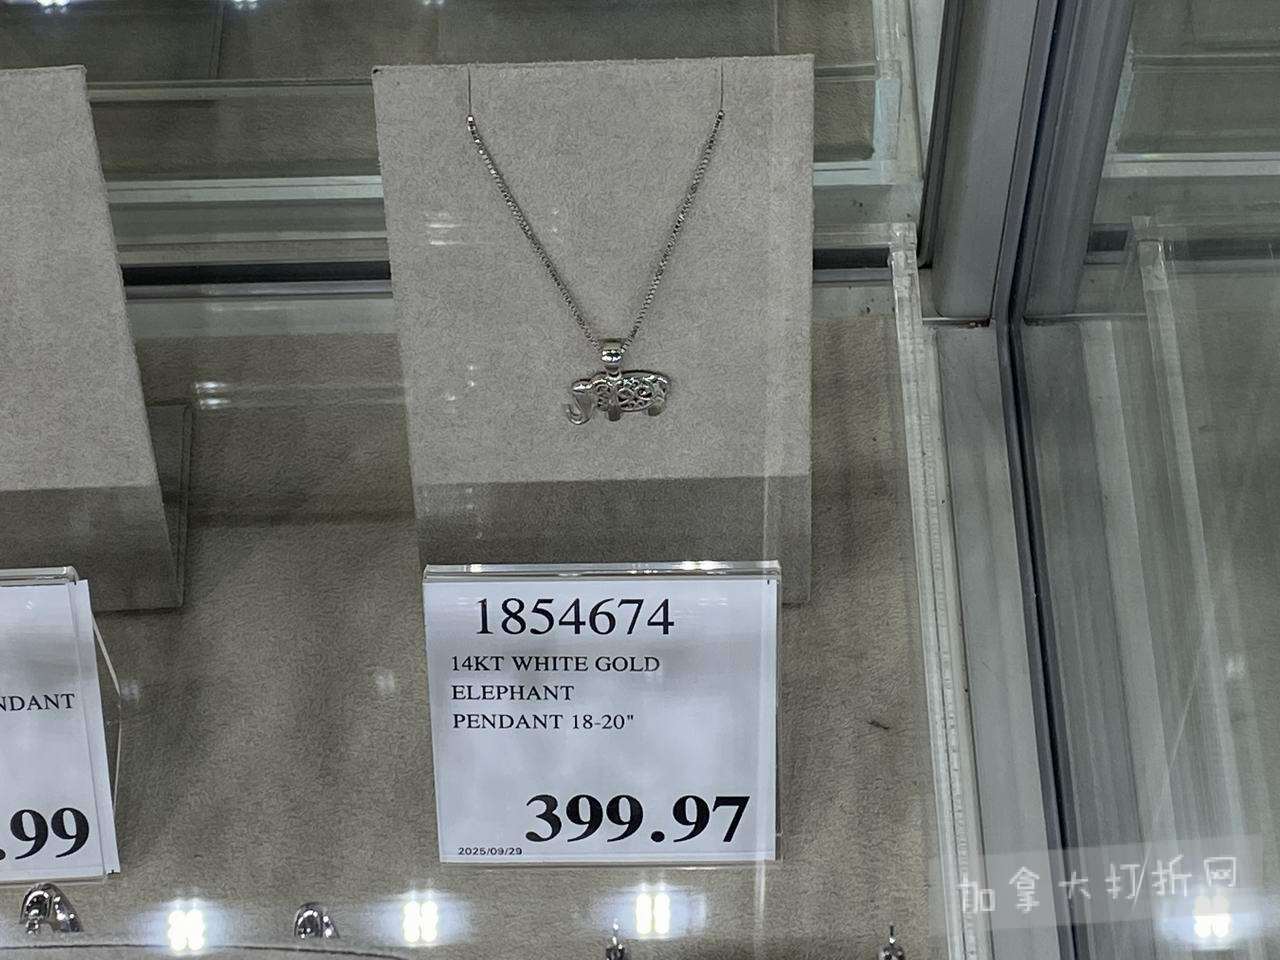 1854674
14KT WHITE GOLD
ELEPHANT
PENDANT 18-20"
399.97
2025/09/29
NDANT
.99
加拿大打折网